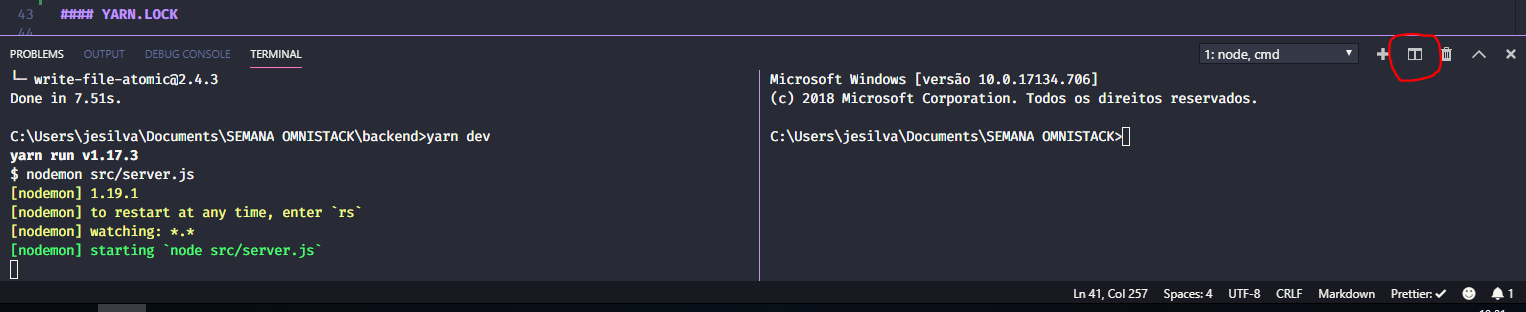 43 #### YARN.LOCK
44
PROBLEMS OUTPUT DEBUG CONSOLE TERMINAL 1: node, cmd
└─ write-file-atomic@2.4.3
Done in 7.51s.
C:\Users\jesilva\Documents\SEMANA OMNISTACK\backend>yarn dev
yarn run v1.17.3
$ nodemon src/server.js
[nodemon] 1.19.1
[nodemon] to restart at any time, enter `rs`
[nodemon] watching: *.*
[nodemon] starting `node src/server.js`
Microsoft Windows [versão 10.0.17134.706]
(c) 2018 Microsoft Corporation. Todos os direitos reservados.
C:\Users\jesilva\Documents\SEMANA OMNISTACK>
Ln 41, Col 257 Spaces: 4 UTF-8 CRLF Markdown Prettier: ✓ 1